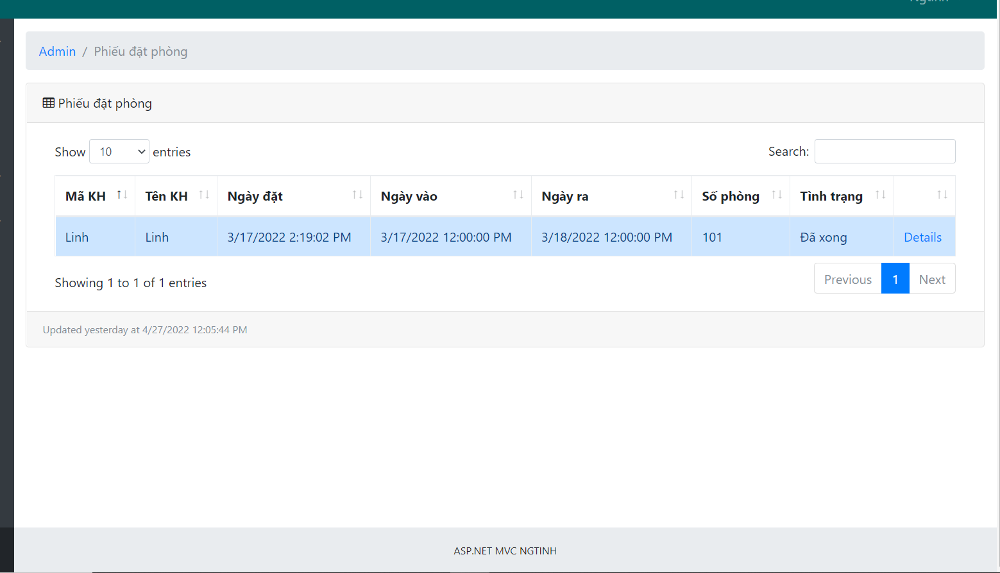 Admin / Phiếu đặt phòng
Phiếu đặt phòng
Show 10 entries Search:
Mã KH Tên KH Ngày đặt Ngày vào Ngày ra Số phòng Tình trạng
Linh Linh 3/17/2022 2:19:02 PM 3/17/2022 12:00:00 PM 3/18/2022 12:00:00 PM 101 Đã xong Details
Showing 1 to 1 of 1 entries Previous 1 Next
Updated yesterday at 4/27/2022 12:05:44 PM
ASP.NET MVC NGTINH